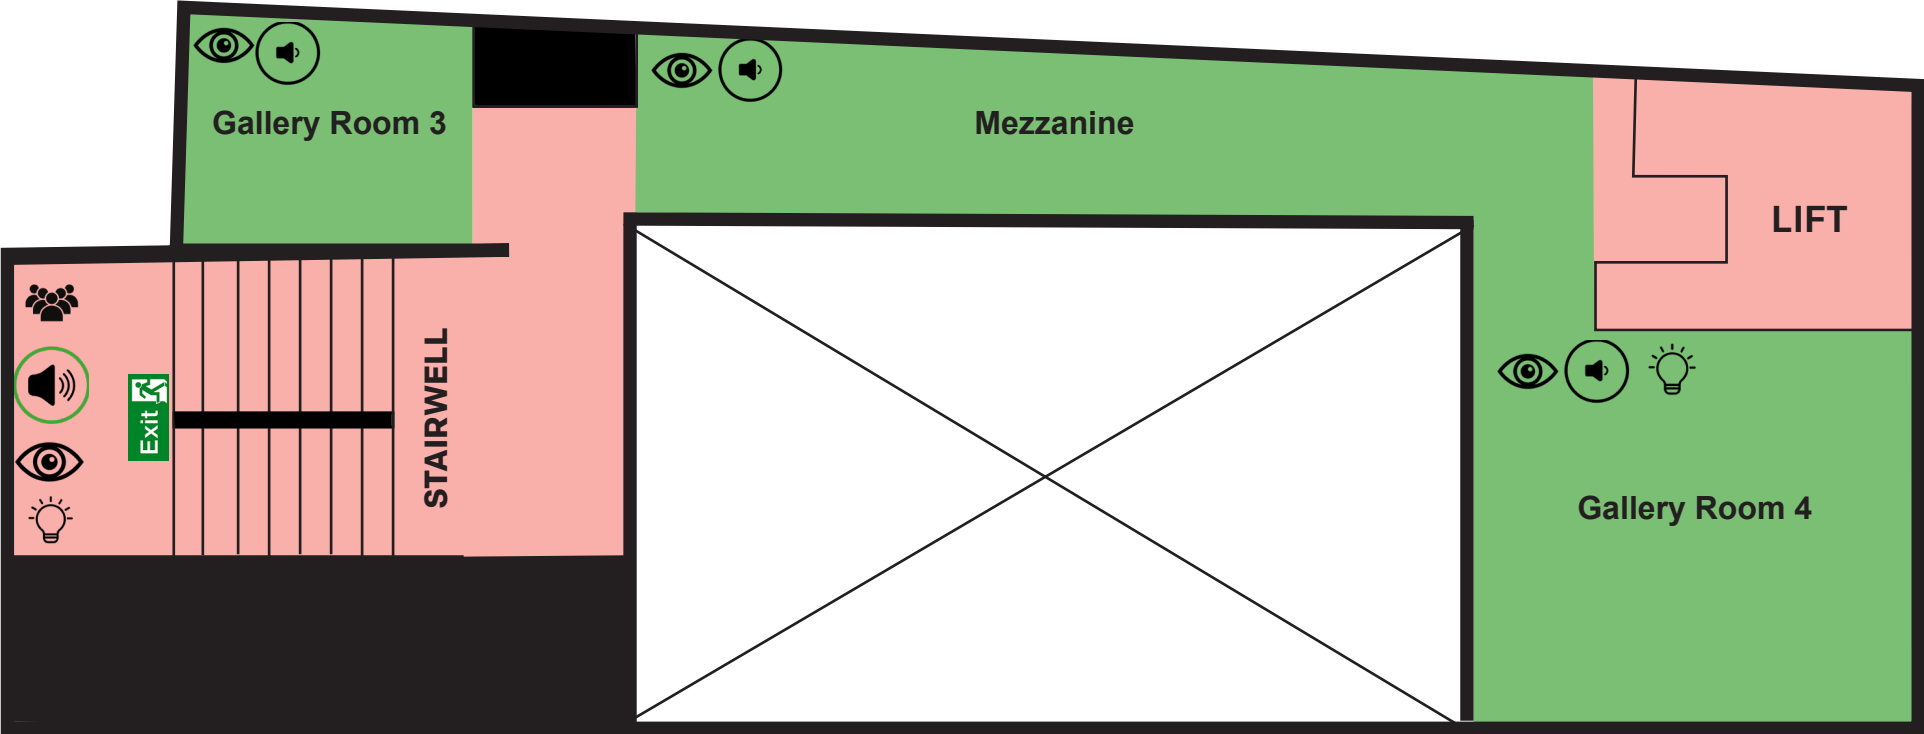 Gallery Room 3
Mezzanine
LIFT
Exit
STAIRWELL
Gallery Room 4